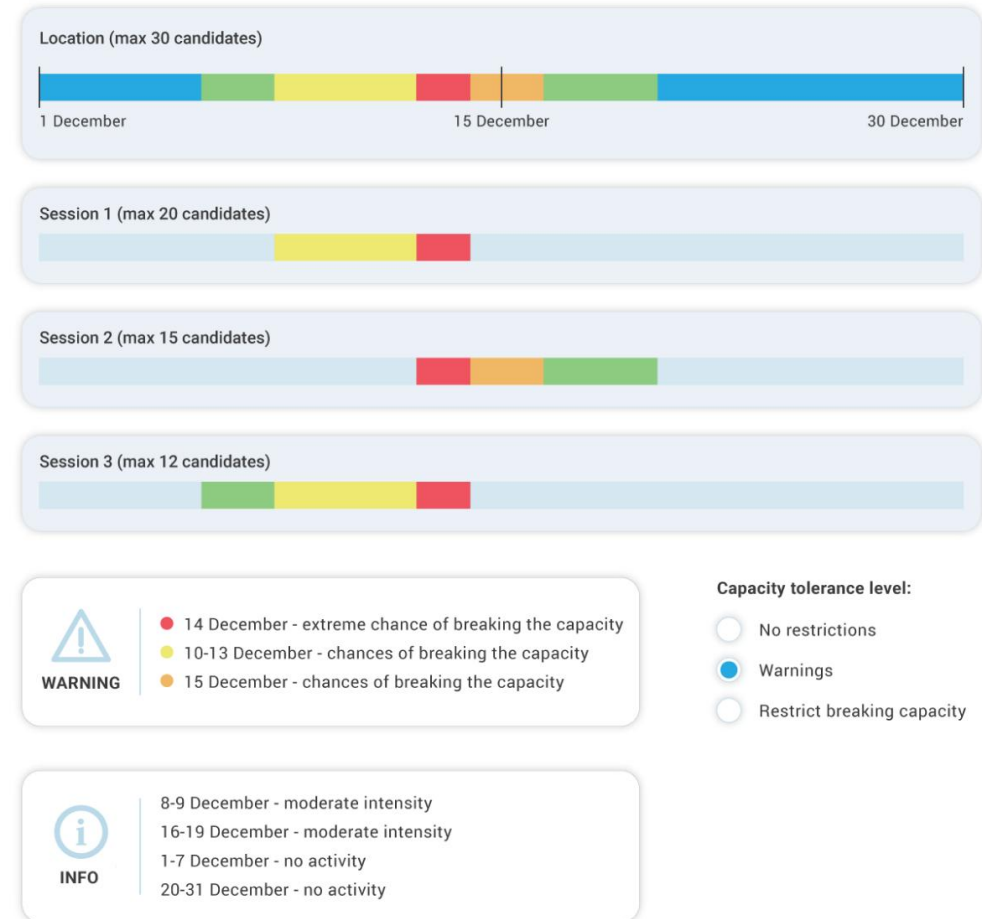 Location (max 30 candidates)
1 December
15 December
30 December
Session 1 (max 20 candidates)
Session 2 (max 15 candidates)
Session 3 (max 12 candidates)
WARNING
14 December - extreme chance of breaking the capacity
10-13 December - chances of breaking the capacity
15 December - chances of breaking the capacity
Capacity tolerance level:
No restrictions
Warnings
Restrict breaking capacity
INFO
8-9 December - moderate intensity
16-19 December - moderate intensity
1-7 December - no activity
20-31 December - no activity